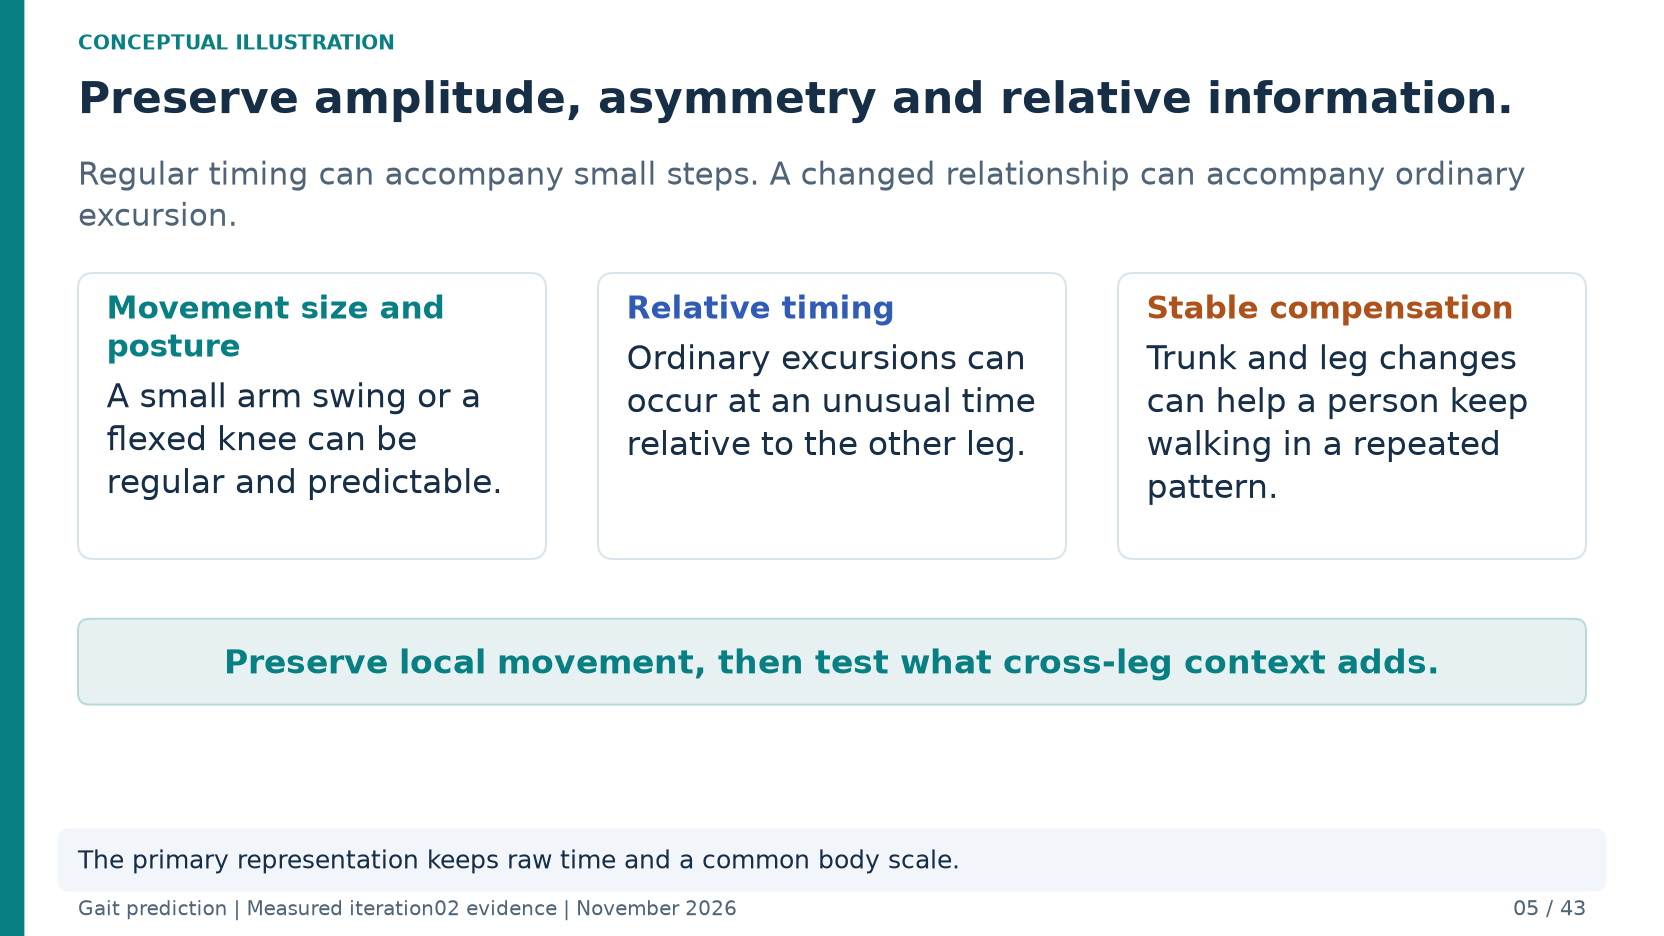 CONCEPTUAL ILLUSTRATION
Preserve amplitude, asymmetry and relative information.
Regular timing can accompany small steps. A changed relationship can accompany ordinary
excursion.
Movement size and
posture
A small arm swing or a
flexed knee can be
regular and predictable.
Relative timing
Ordinary excursions can
occur at an unusual time
relative to the other leg.
Stable compensation
Trunk and leg changes
can help a person keep
walking in a repeated
pattern.
Preserve local movement, then test what cross-leg context adds.
The primary representation keeps raw time and a common body scale.
Gait prediction | Measured iteration02 evidence | November 2026
05 / 43